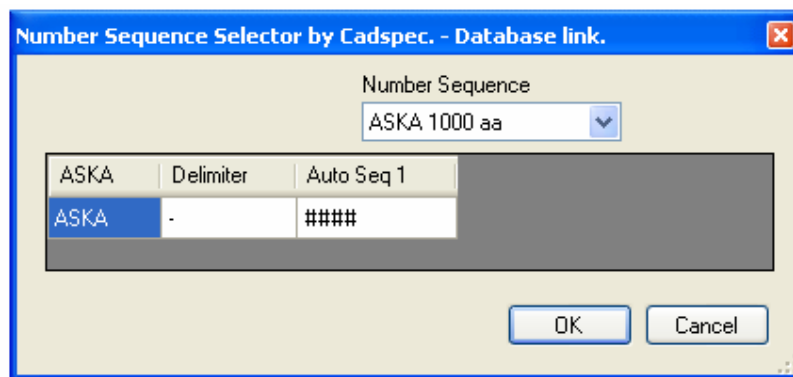 Number Sequence Selector by Cadspec. - Database link.
Number Sequence
ASKA 1000 aa
ASKA Delimiter Auto Seq 1
ASKA - ####
OK Cancel